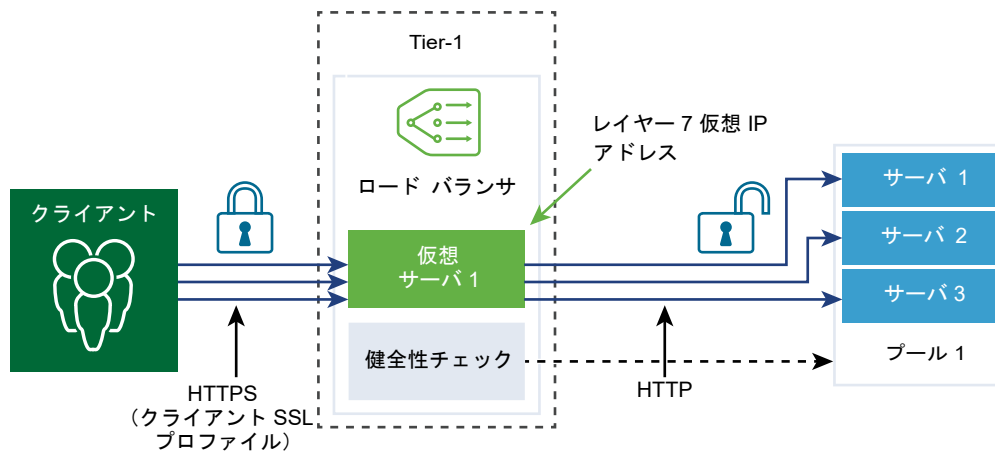 Tier-1
ロード バランサ
レイヤー 7 仮想 IP
アドレス
クライアント
仮想
サーバ 1
健全性チェック
HTTPS
（クライアント SSL
プロファイル）
HTTP
サーバ 1
サーバ 2
サーバ 3
プール 1